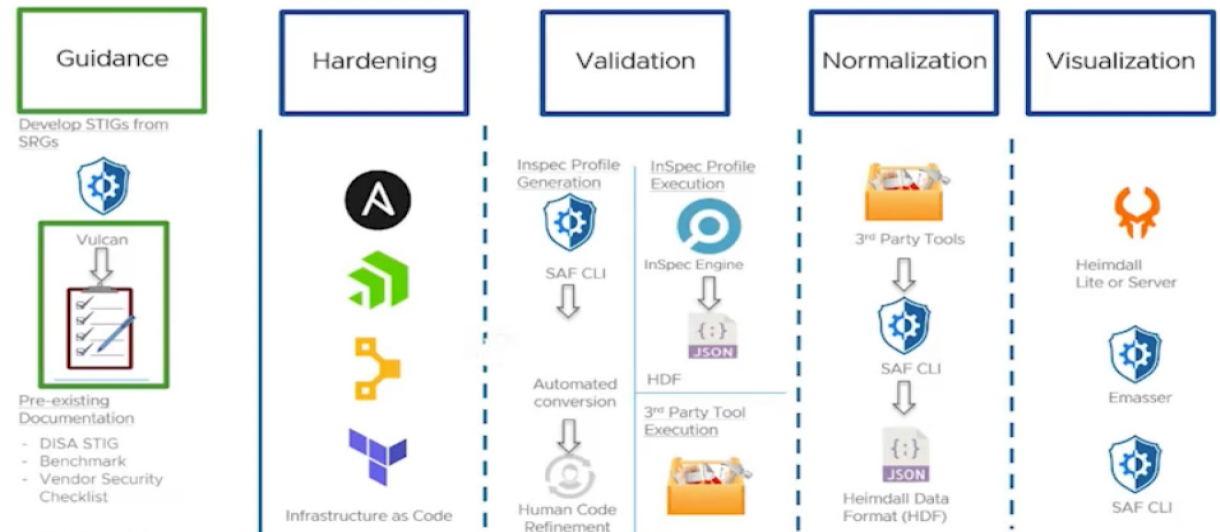 Guidance
Hardening
Validation
Normalization
Visualization
Develop STIGs from
SRGs
Vulcan
Pre-existing
Documentation
- DISA STIG
- Benchmark
- Vendor Security
Checklist
Infrastructure as Code
Inspec Profile
Generation
SAF CLI
Automated
conversion
Human Code
Refinement
InSpec Profile
Execution
InSpec Engine
{:}
JSON
HDF
3rd Party Tool
Execution
3rd Party Tools
SAF CLI
{:}
JSON
Heimdall Data
Format (HDF)
Heimdall
Lite or Server
Emasser
SAF CLI